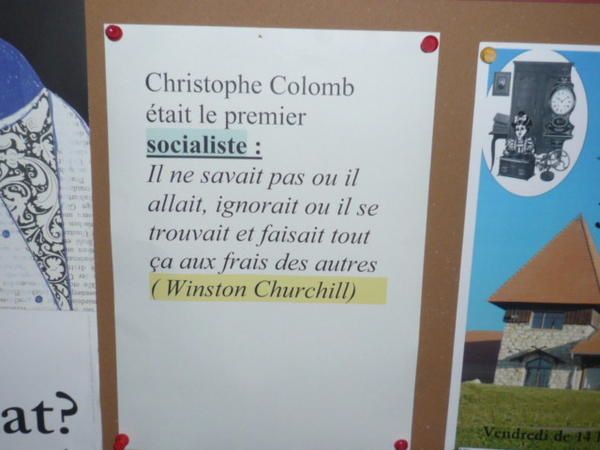 Christophe Colomb
était le premier
socialiste :
Il ne savait pas ou il
allait, ignorait ou il se
trouvait et faisait tout
ça aux frais des autres
( Winston Churchill)
at?
Vendredi de 14